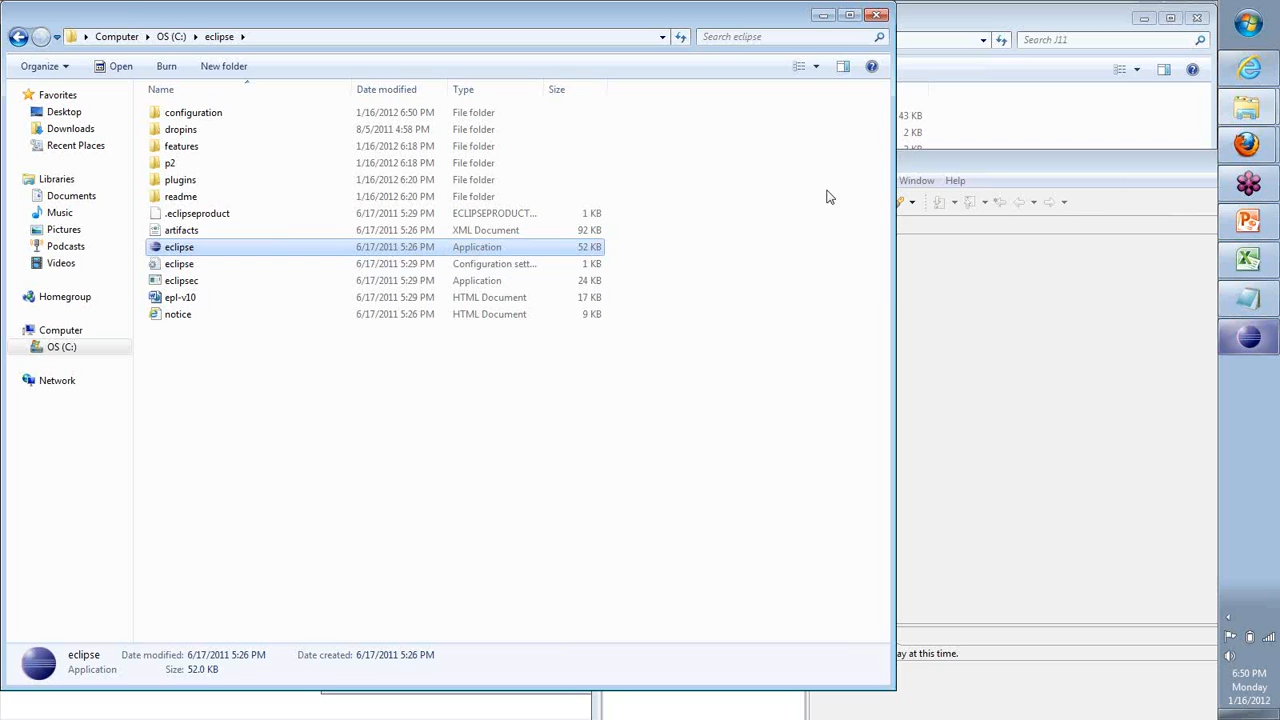 Computer OS (C:) eclipse
Search eclipse
Search J11
Organize Open Burn New folder
Name Date modified Type Size
Favorites
Desktop
Downloads
Recent Places
Libraries
Documents
Music
Pictures
Podcasts
Videos
Homegroup
Computer
OS (C:)
Network
configuration 1/16/2012 6:50 PM File folder
dropins 8/5/2011 4:58 PM File folder
features 1/16/2012 6:18 PM File folder
p2 1/16/2012 6:18 PM File folder
plugins 1/16/2012 6:20 PM File folder
readme 1/16/2012 6:20 PM File folder
.eclipseproduct 6/17/2011 5:29 PM ECLIPSEPRODUCT... 1 KB
artifacts 6/17/2011 5:29 PM XML Document 92 KB
eclipse 6/17/2011 5:26 PM Application 52 KB
eclipse 6/17/2011 5:29 PM Configuration sett... 1 KB
eclipsec 6/17/2011 5:26 PM Application 24 KB
epl-v10 6/17/2011 5:29 PM HTML Document 17 KB
notice 6/17/2011 5:26 PM HTML Document 9 KB
43 KB
2 KB
Window Help
ay at this time.
eclipse Date modified: 6/17/2011 5:26 PM Date created: 6/17/2011 5:26 PM
Application Size: 52.0 KB
6:50 PM
Monday
1/16/2012